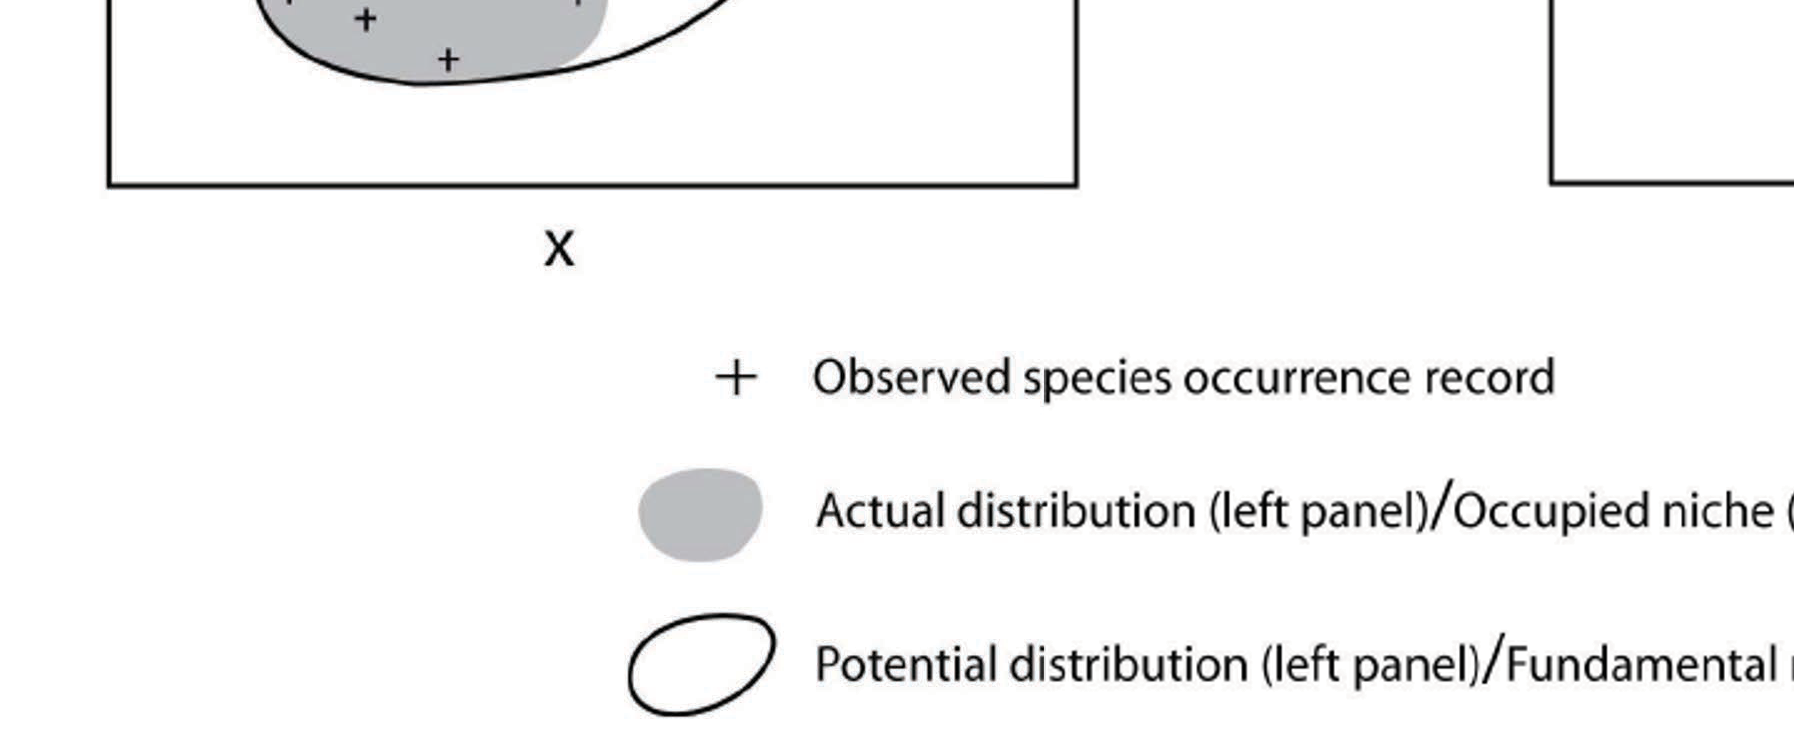 x
+ Observed species occurrence record
Actual distribution (left panel)/Occupied niche (
Potential distribution (left panel)/Fundamental